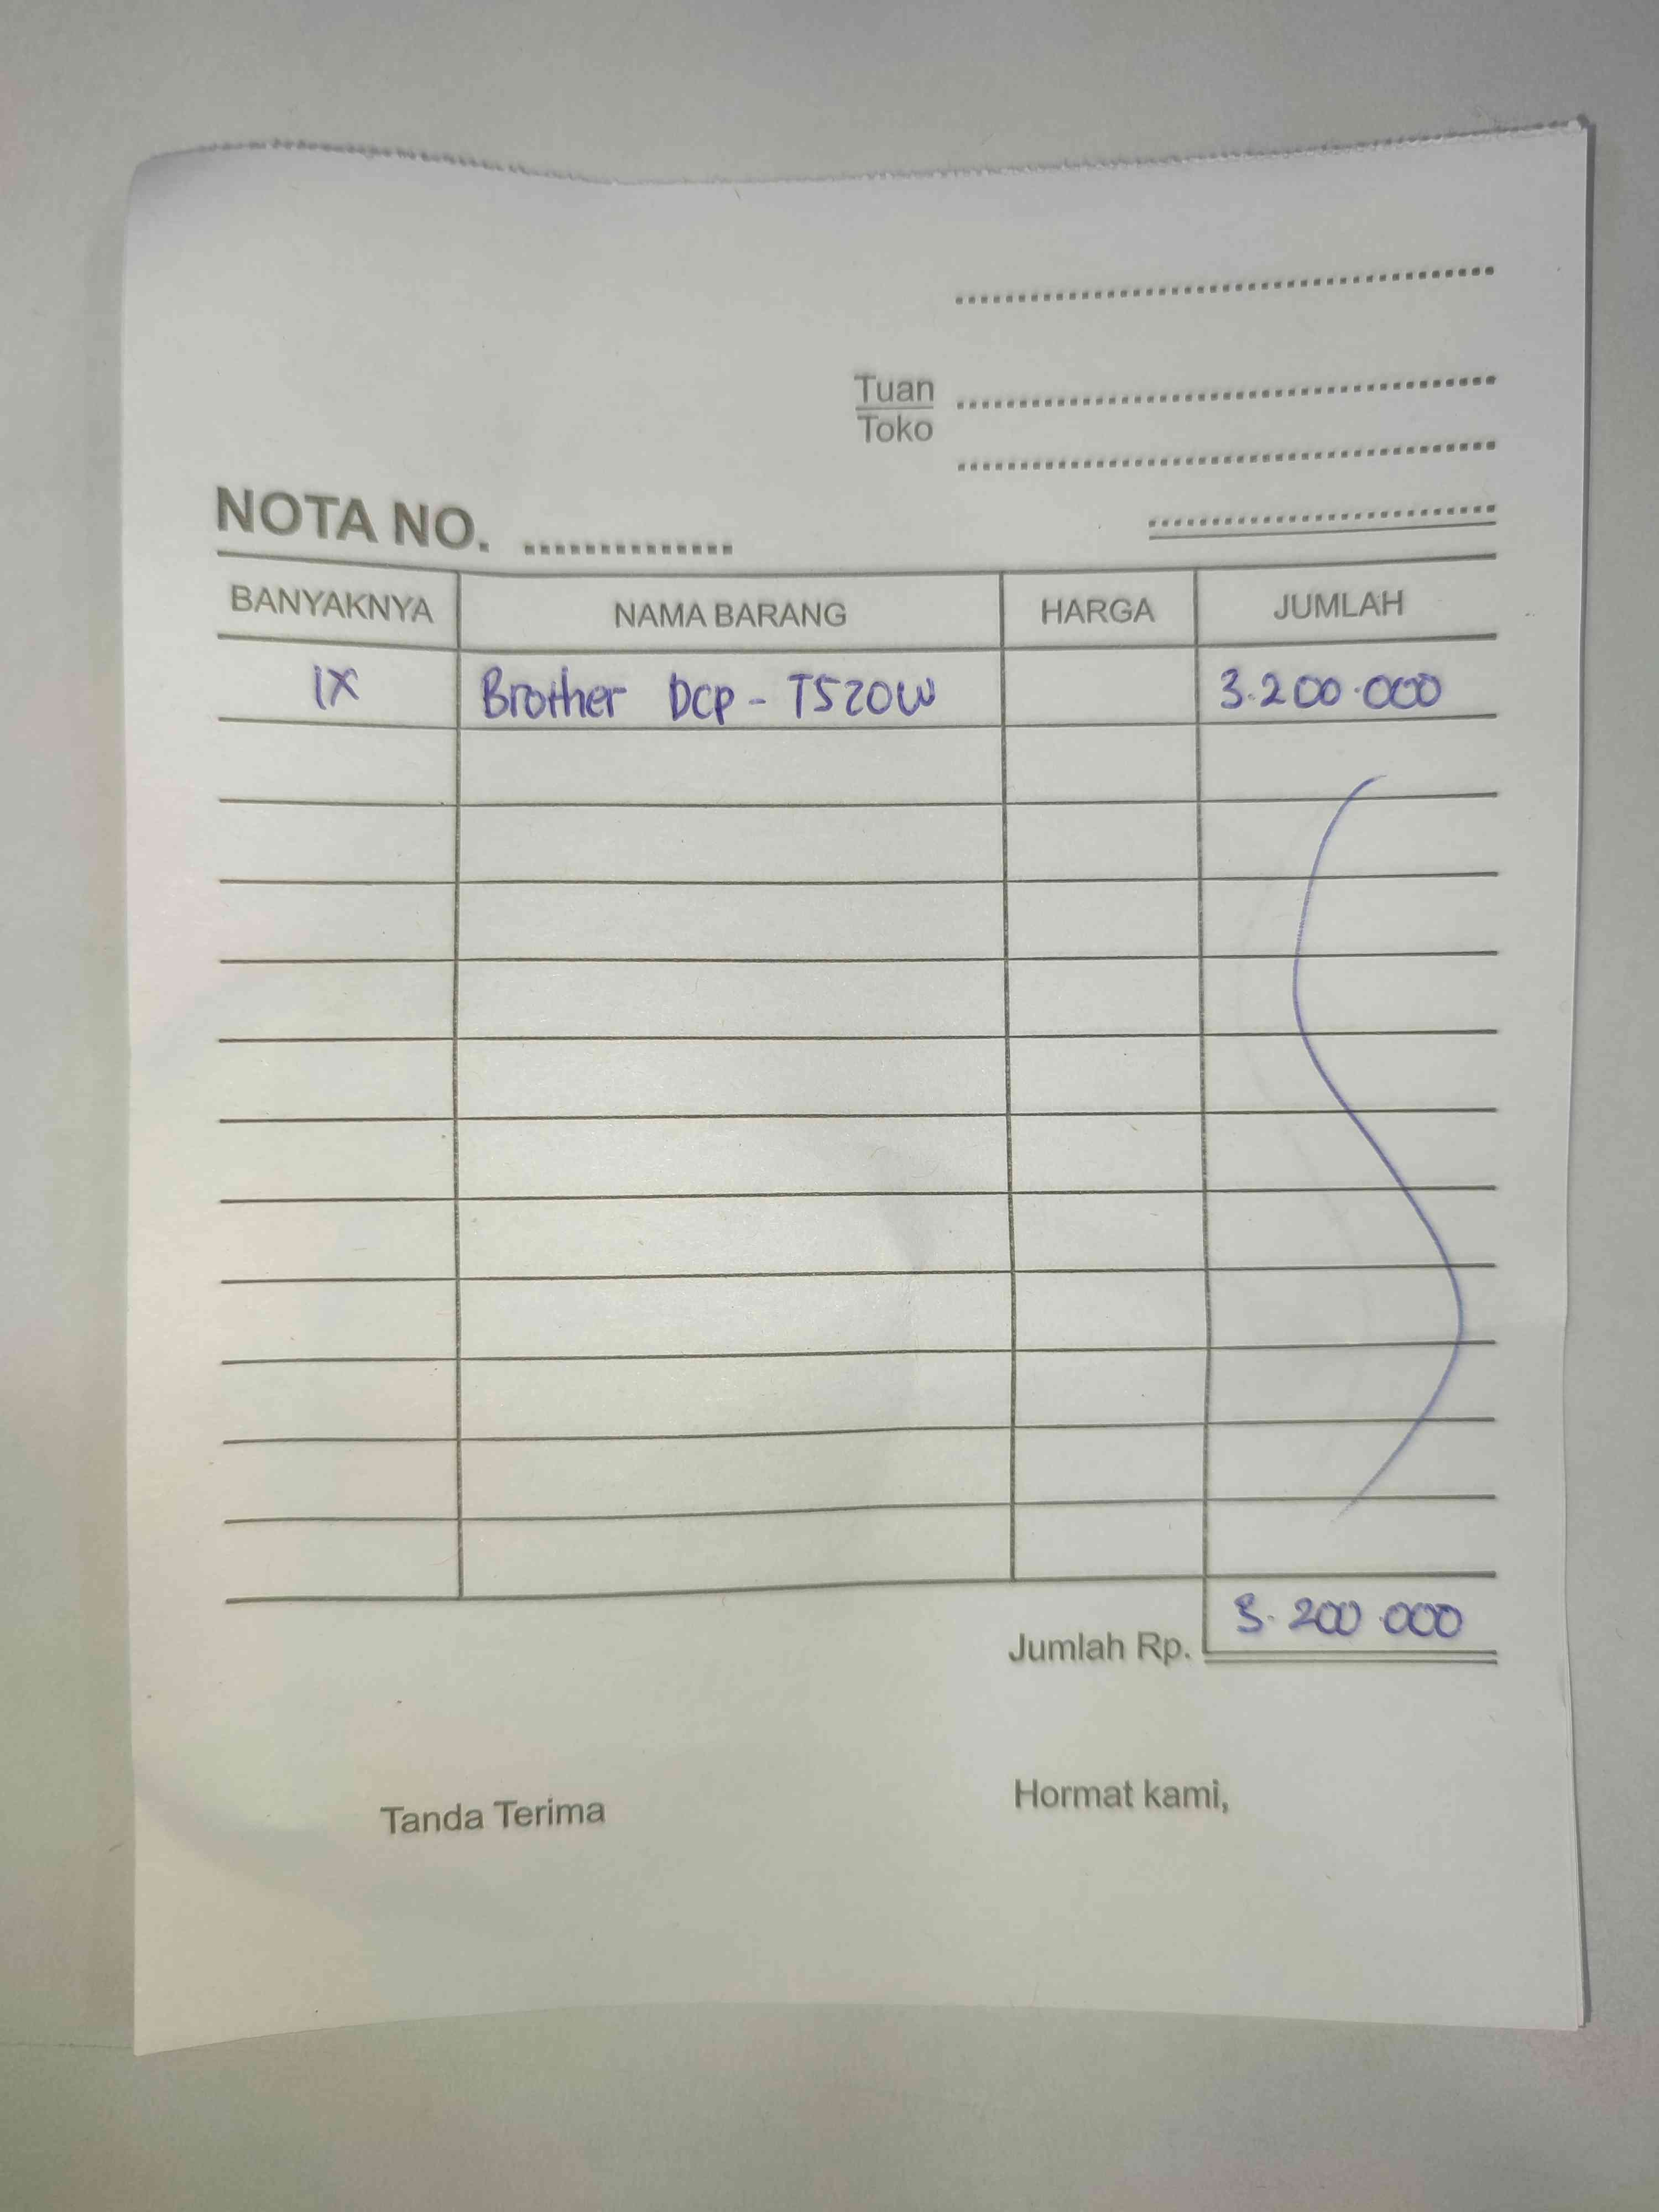 Tuan
Toko
NOTA NO. ..............
BANYAKNYA NAMA BARANG HARGA JUMLAH
1X Brother DCP - T520W 3.200.000
Jumlah Rp. 3.200.000
Tanda Terima Hormat kami,